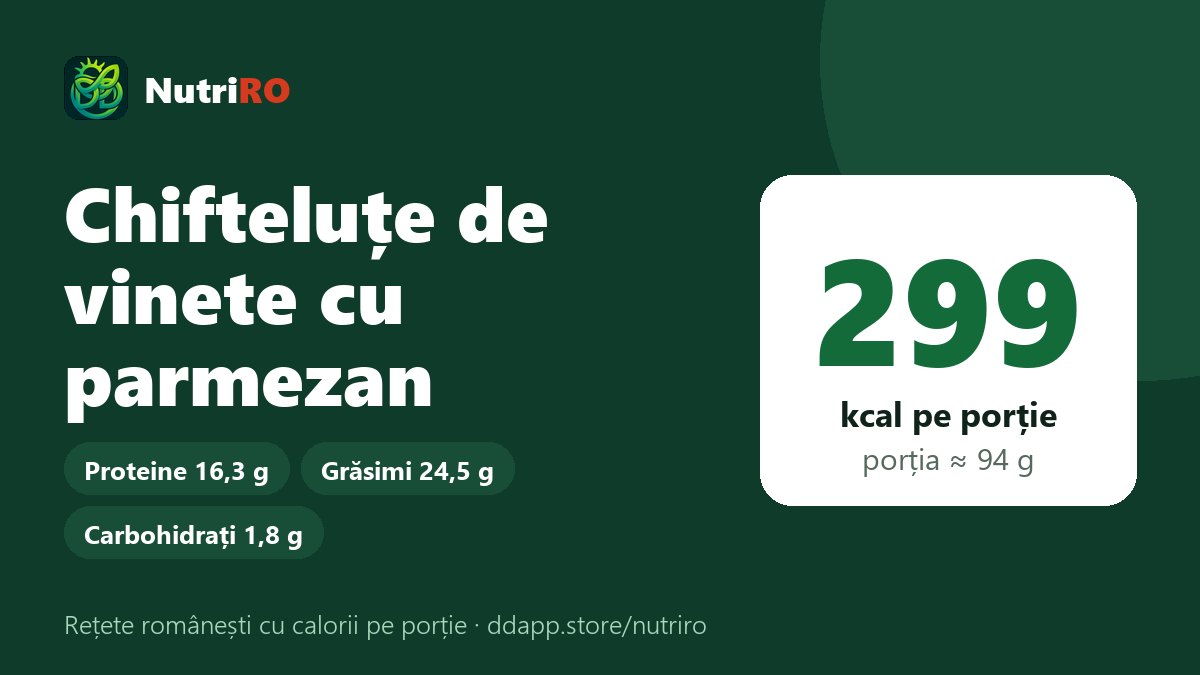 NutriRO
Chifteluțe de
vinete cu
parmezan
Proteine 16,3 g
Grăsimi 24,5 g
Carbohidrați 1,8 g
299
kcal pe porție
porția ≈ 94 g
Rețete românești cu calorii pe porție · ddapp.store/nutriro